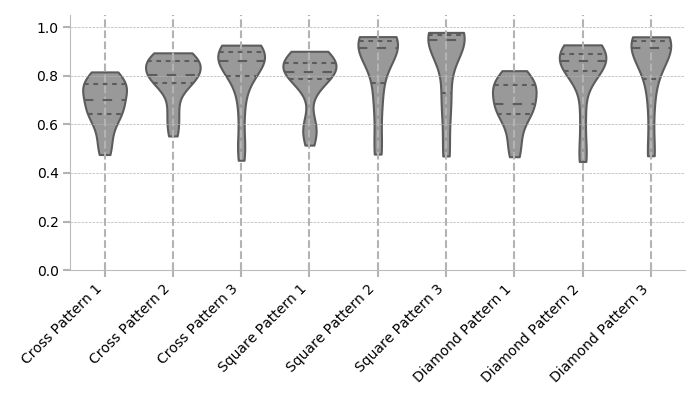 1.0
0.8
0.6
0.4
0.2
0.0
Cross Pattern 1
Cross Pattern 2
Cross Pattern 3
Square Pattern 1
Square Pattern 2
Square Pattern 3
Diamond Pattern 1
Diamond Pattern 2
Diamond Pattern 3